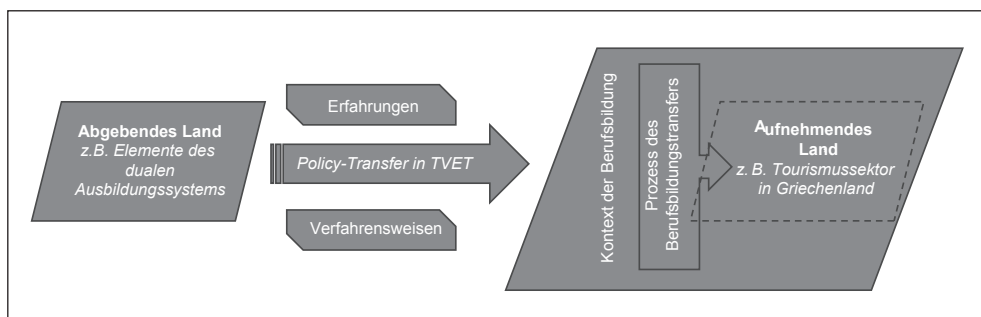 Abgebendes Land
z.B. Elemente des
dualen
Ausbildungssystems
Erfahrungen
Policy-Transfer in TVET
Verfahrensweisen
Kontext der Berufsbildung
Prozess des
Berufsbildungstransfers
Aufnehmendes
Land
z. B. Tourismussektor
in Griechenland